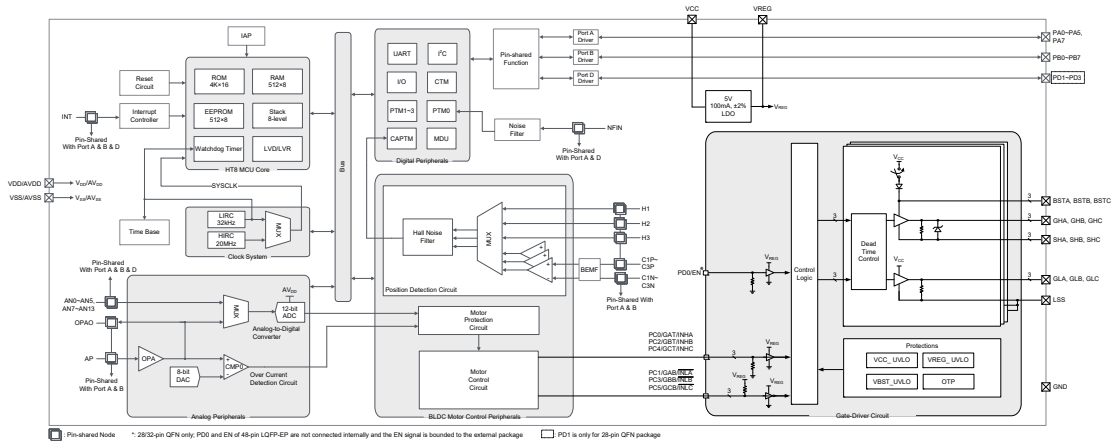 VCC
VREG
IAP
Reset
Circuit
ROM
4K×16
RAM
512×8
INT
Interrupt
Controller
EEPROM
512×8
Stack
8-level
Pin-Shared
With Port A & B & D
Watchdog Timer
LVD/LVR
HT8 MCU Core
SYSCLK
VDD/AVDD
VDD/AVDD
VSS/AVSS
VSS/AVSS
Time Base
LIRC
32kHz
HIRC
20MHz
MUX
Clock System
Bus
UART
I²C
I/O
CTM
PTM1~3
PTM0
CAPTM
MDU
Digital Peripherals
Pin-shared
Function
Port A
Driver
Port B
Driver
Port D
Driver
PA0~PA5,
PA7
PB0~PB7
PD1~PD3
Noise
Filter
NFIN
Pin-Shared
With Port A & D
5V
100mA, ±2%
LDO
VREG
Hall Noise
Filter
MUX
H1
H2
H3
BEMF
C1P~
C3P
C1N~
C3N
Pin-Shared With
Port A & B
Position Detection Circuit
Motor
Protection
Circuit
Motor
Control
Circuit
BLDC Motor Control Peripherals
Pin-Shared
With Port A & B & D
AN0~AN5,
AN7~AN13
OPAO
AP
Pin-Shared
With Port A & B
MUX
AVDD
12-bit
ADC
Analog-to-Digital
Converter
OPA
8-bit
DAC
+
CMP0
-
Over Current
Detection Circuit
Analog Peripherals
PD0/EN*
VREG
PC0/GAT/INHA
PC2/GBT/INHB
PC4/GCT/INHC
3
VREG
PC1/GAB/INLA
PC3/GBB/INLB
PC5/GCB/INLC
3
VREG
Control
Logic
Dead
Time
Control
VCC
VCC
3
BSTA, BSTB, BSTC
3
GHA, GHB, GHC
3
SHA, SHB, SHC
3
GLA, GLB, GLC
LSS
Protections
VCC_UVLO
VREG_UVLO
VBST_UVLO
OTP
Gate-Driver Circuit
GND
: Pin-shared Node
*: 28/32-pin QFN only; PD0 and EN of 48-pin LQFP-EP are not connected internally and the EN signal is bounded to the external package
: PD1 is only for 28-pin QFN package